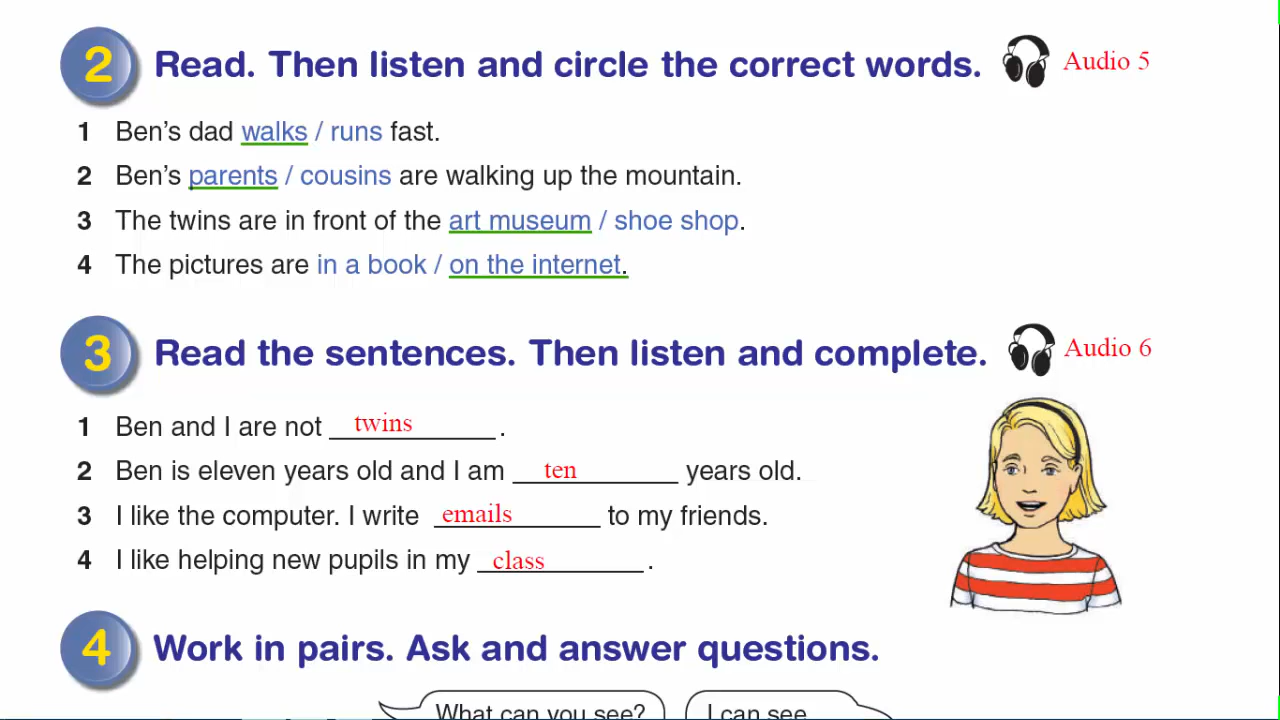 2 Read. Then listen and circle the correct words. Audio 5
1 Ben’s dad walks / runs fast.
2 Ben’s parents / cousins are walking up the mountain.
3 The twins are in front of the art museum / shoe shop.
4 The pictures are in a book / on the internet.
3 Read the sentences. Then listen and complete. Audio 6
1 Ben and I are not twins.
2 Ben is eleven years old and I am ten years old.
3 I like the computer. I write emails to my friends.
4 I like helping new pupils in my class.
4 Work in pairs. Ask and answer questions.
What can you see? I can see